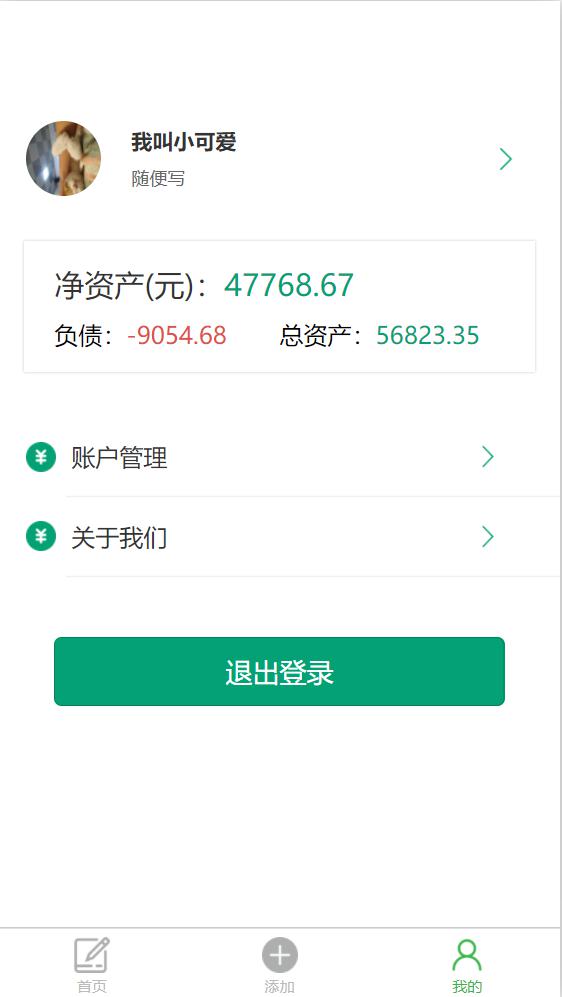 我叫小可爱
随便写
净资产(元)：47768.67
负债：-9054.68 总资产：56823.35
¥ 账户管理
¥ 关于我们
退出登录
首页 添加 我的